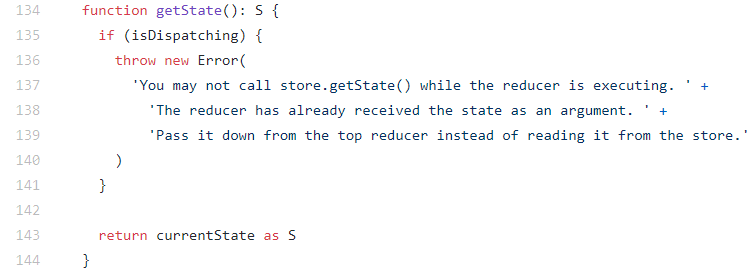 134 function getState(): S {
135 if (isDispatching) {
136 throw new Error(
137 'You may not call store.getState() while the reducer is executing. ' +
138 'The reducer has already received the state as an argument. ' +
139 'Pass it down from the top reducer instead of reading it from the store.'
140 )
141 }
142
143 return currentState as S
144 }